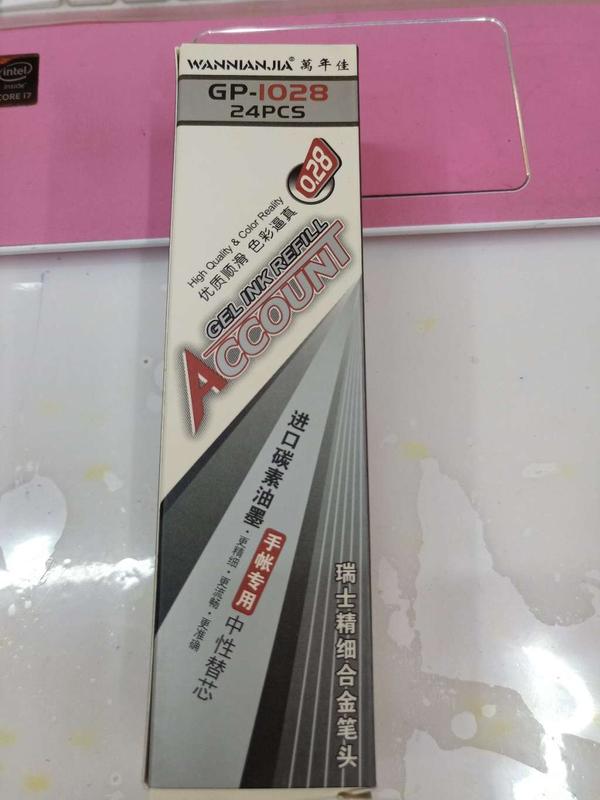 WANNIANJIA® 萬年佳
GP-1028
24PCS
0.28
High Quality & Color Reality
优质顺滑 色彩逼真
GEL INK REFILL
ACCOUNT
进口碳素油墨
手帐专用
中性替芯
·更精细·更流畅·更准确
瑞士精细合金笔头
intel
inside
CORE i7